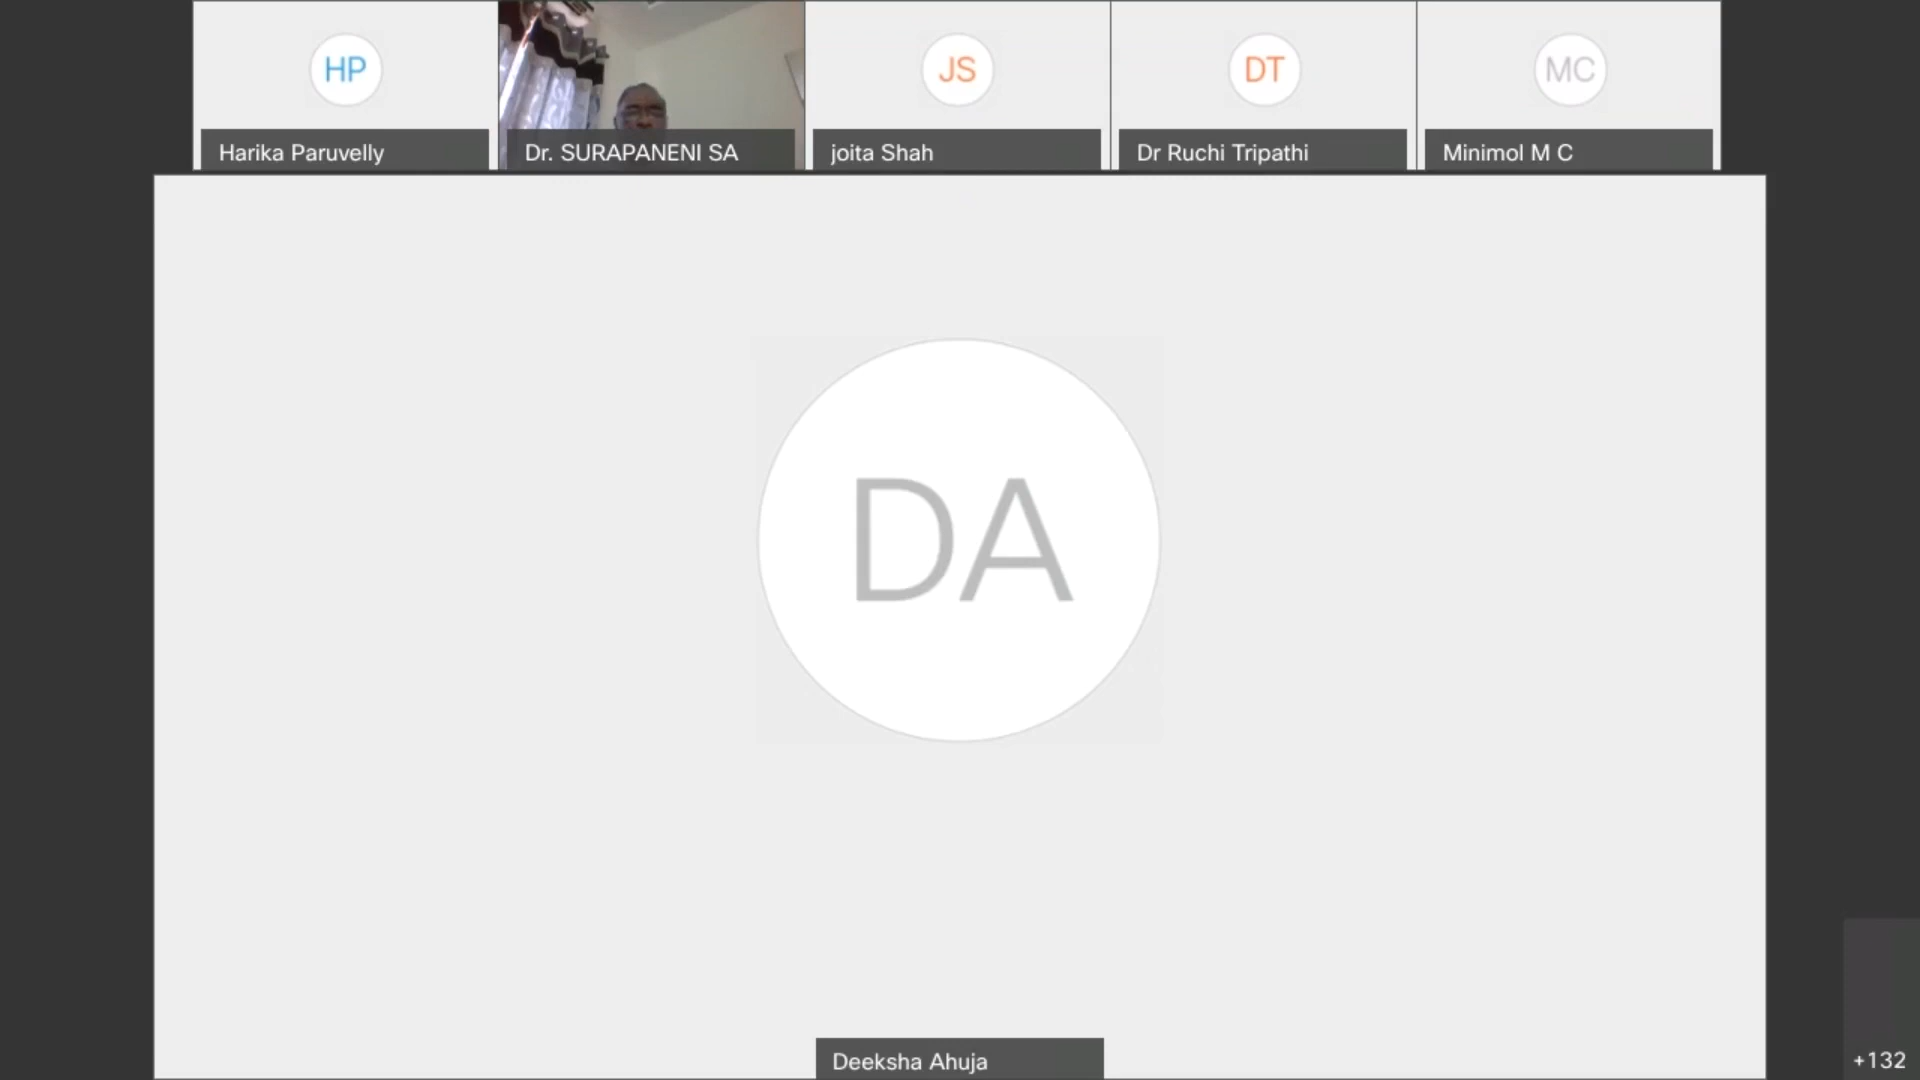 HP
Harika Paruvelly
Dr. SURAPANENI SA
JS
joita Shah
DT
Dr Ruchi Tripathi
MC
Minimol M C
DA
Deeksha Ahuja
+132